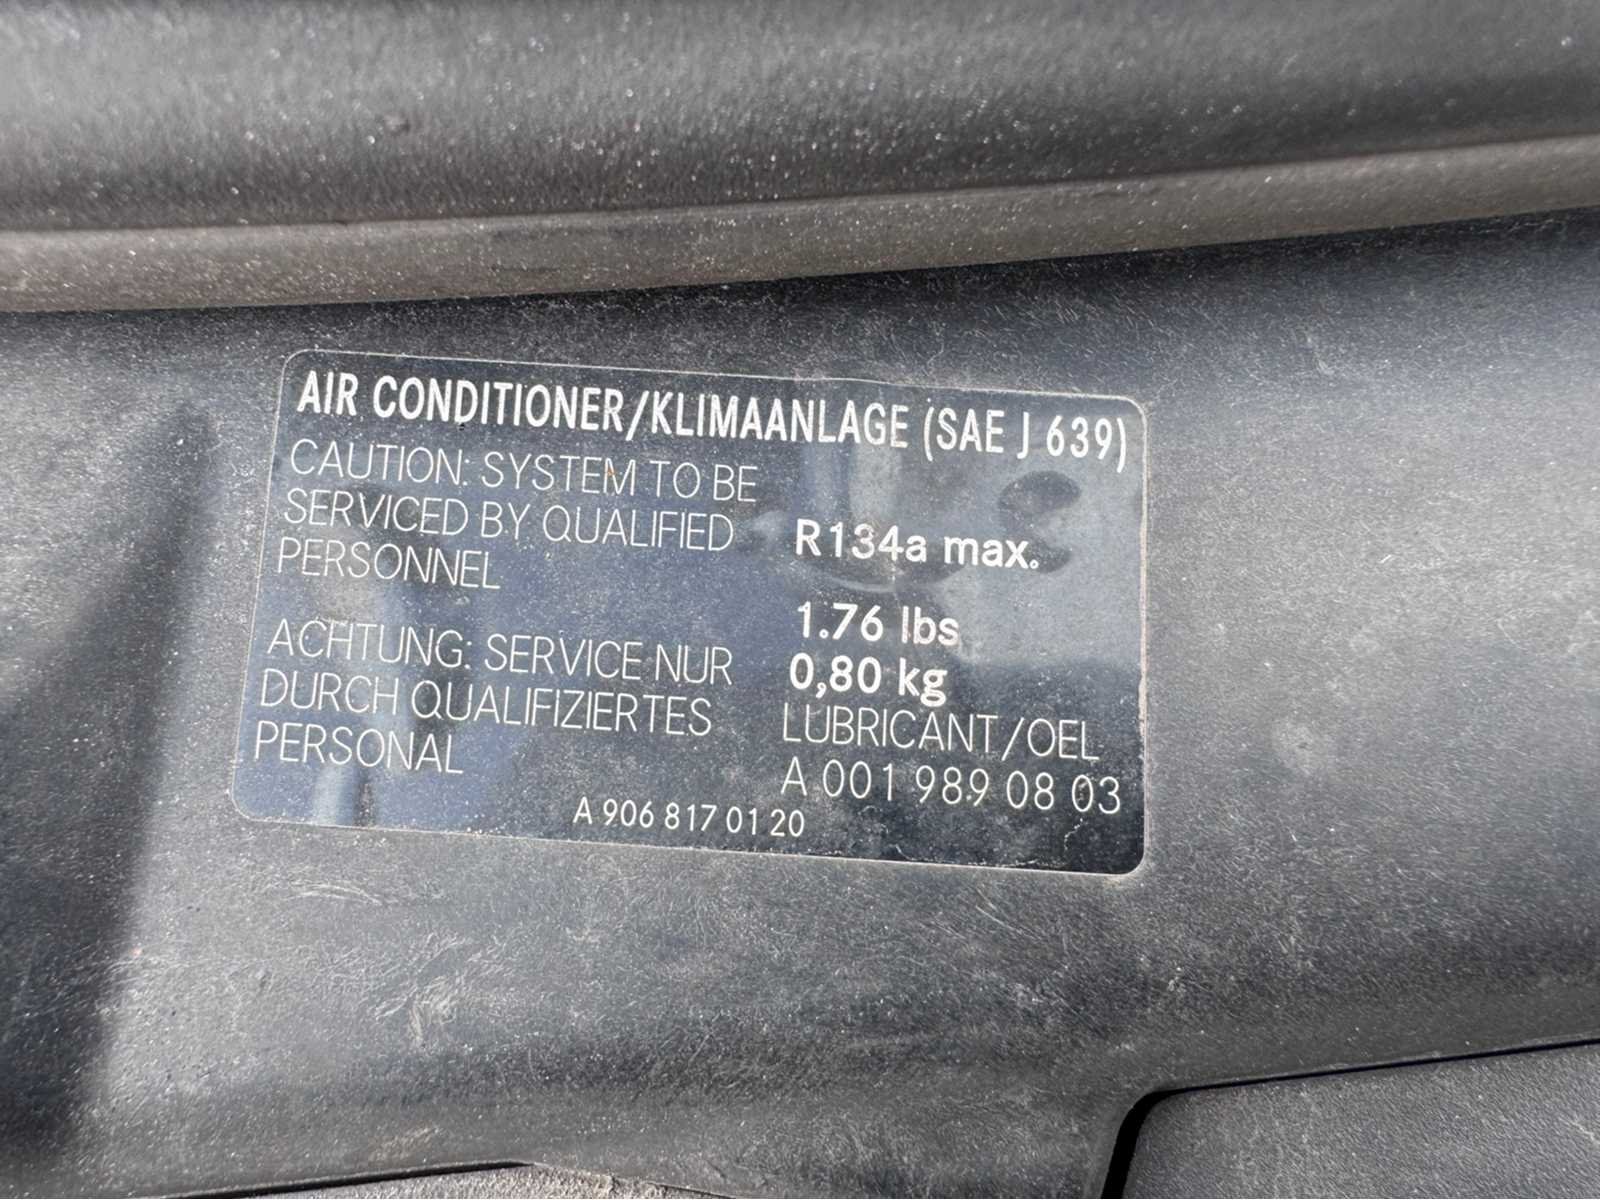 AIR CONDITIONER/KLIMAANLAGE (SAE J 639)
CAUTION: SYSTEM TO BE
SERVICED BY QUALIFIED
PERSONNEL
ACHTUNG: SERVICE NUR
DURCH QUALIFIZIERTES
PERSONAL
R134a max.
1.76 lbs
0,80 kg
LUBRICANT/OEL
A 001 989 08 03
A 906 817 01 20